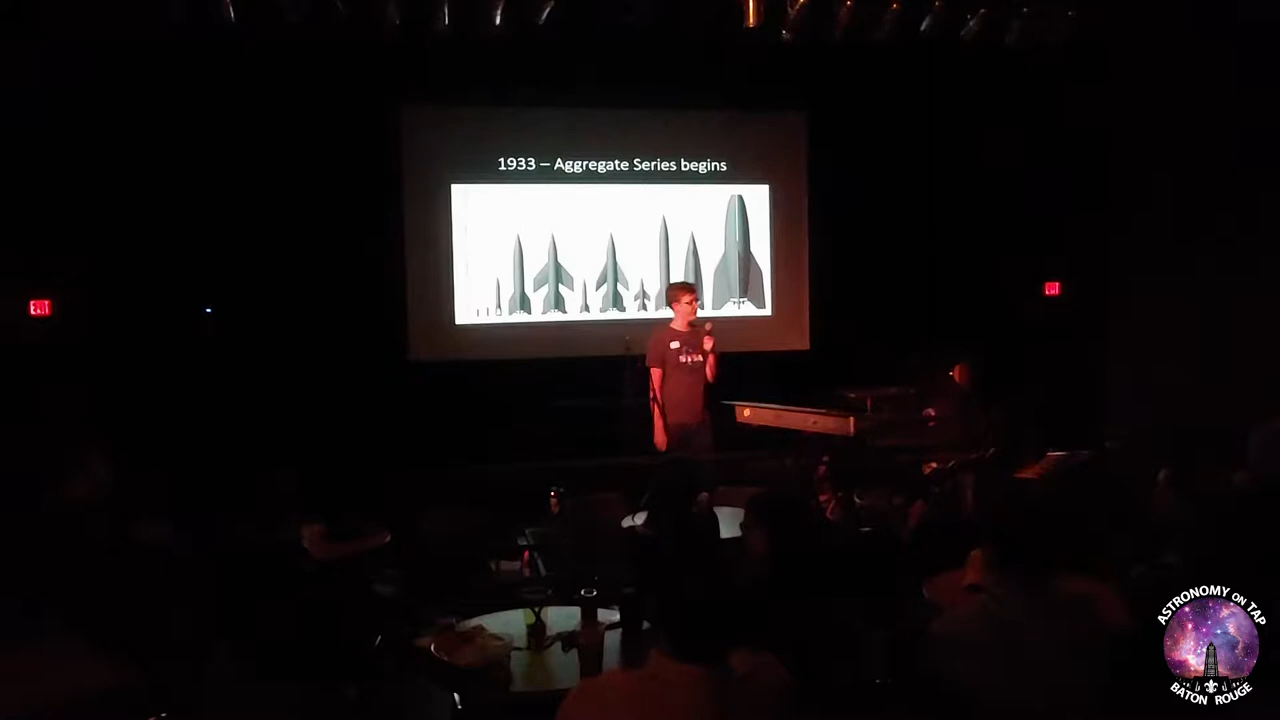 1933 – Aggregate Series begins
EXIT
EXIT
ASTRONOMY ON TAP
BATON ROUGE